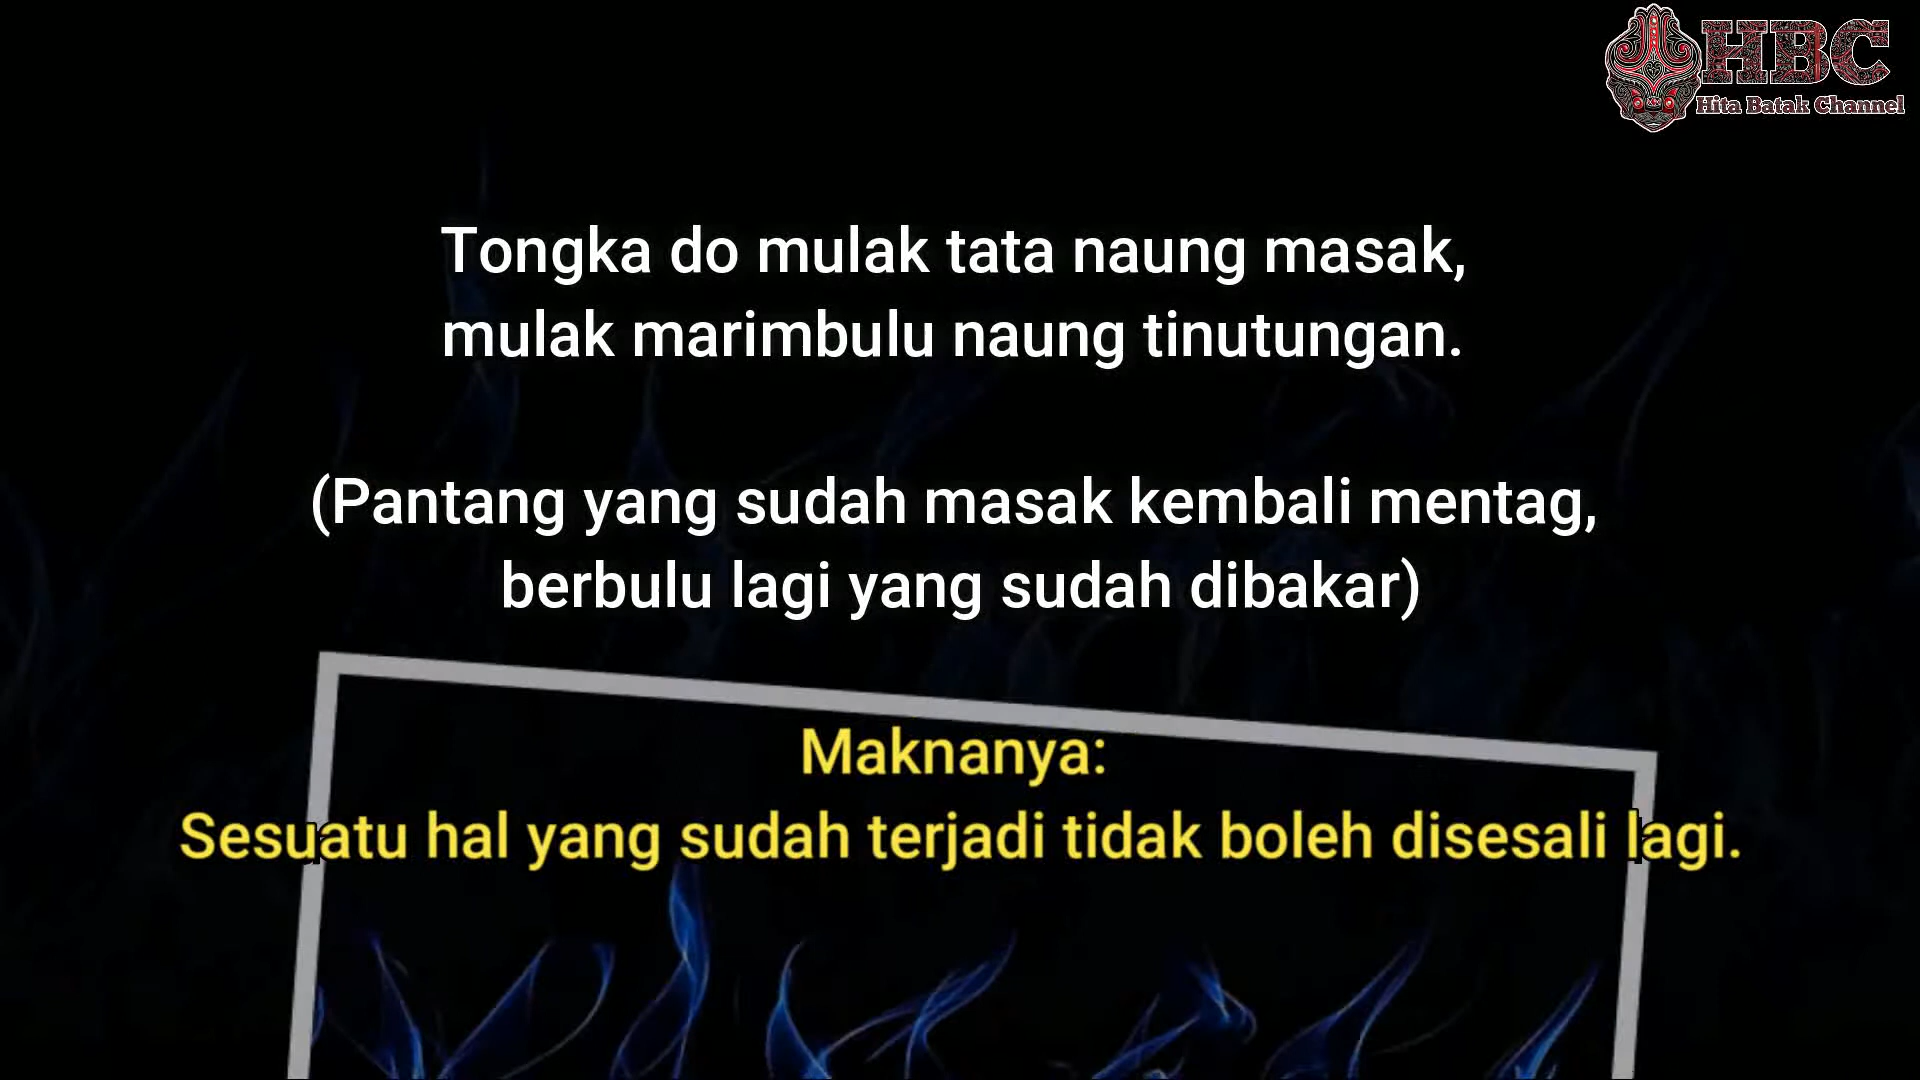 HBC
Hita Batak Channel
Tongka do mulak tata naung masak,
mulak marimbulu naung tinutungan.
(Pantang yang sudah masak kembali mentag,
berbulu lagi yang sudah dibakar)
Maknanya:
Sesuatu hal yang sudah terjadi tidak boleh disesali lagi.